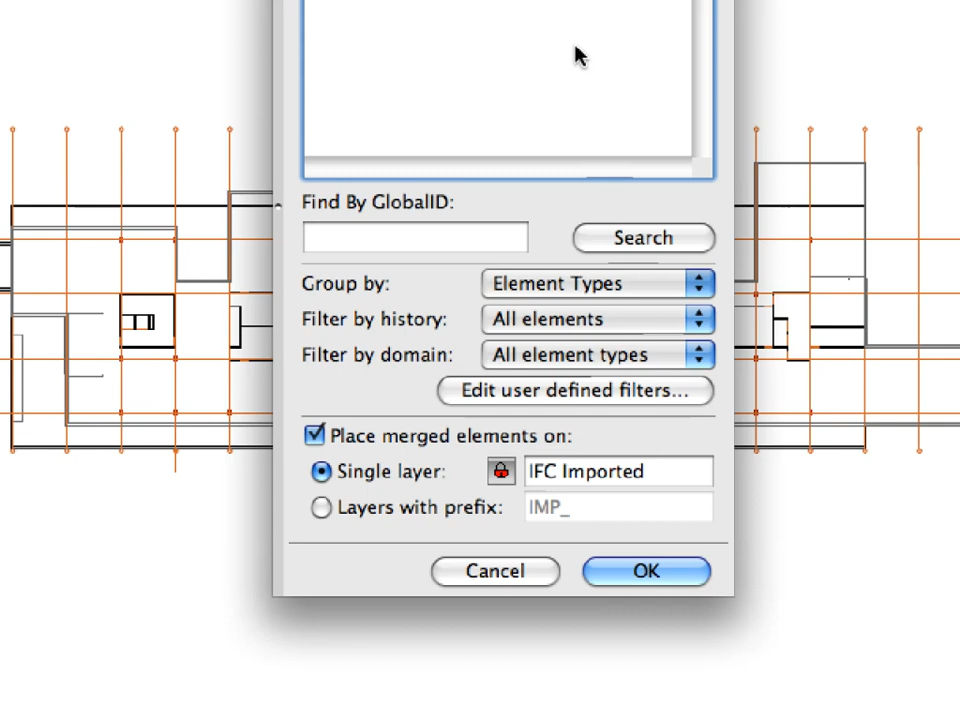 Find By GlobalID:
Search
Group by: Element Types
Filter by history: All elements
Filter by domain: All element types
Edit user defined filters...
Place merged elements on:
Single layer: IFC Imported
Layers with prefix: IMP_
Cancel OK